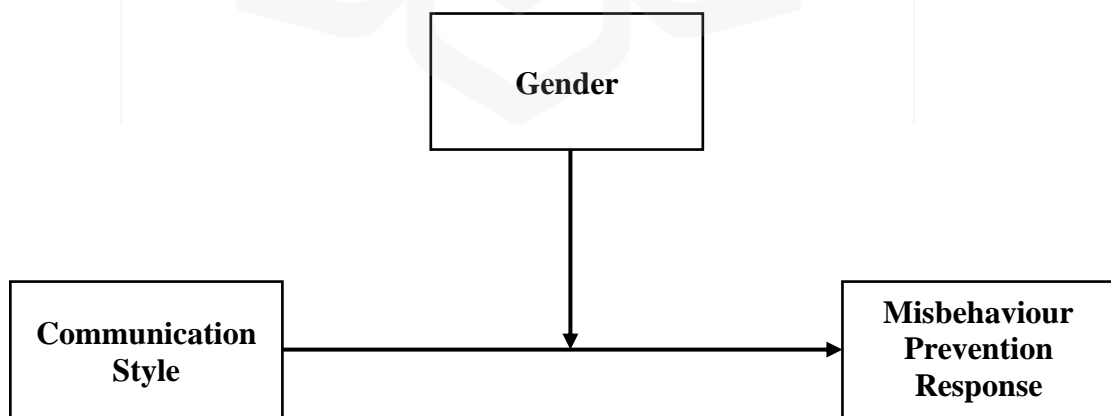 Gender
Communication
Style
Misbehaviour
Prevention
Response